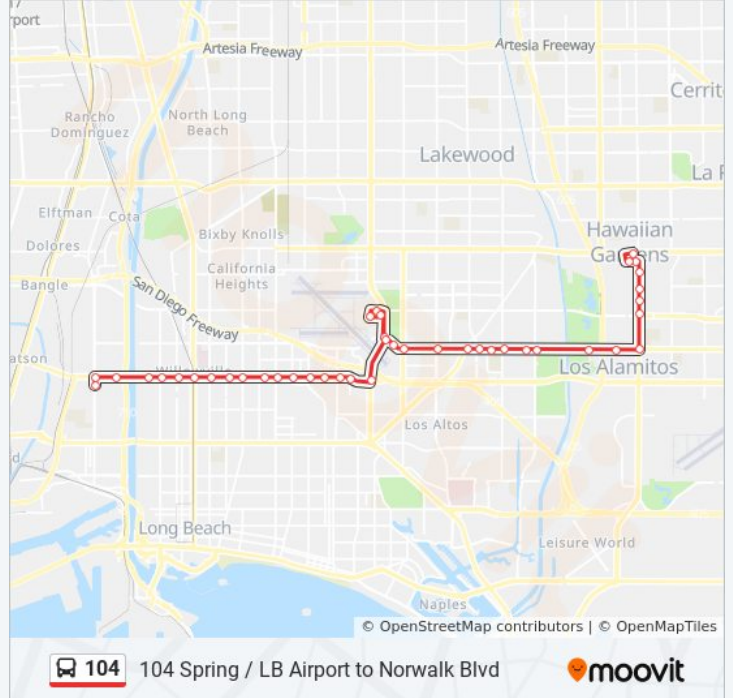 port
Artesia Freeway
Artesia Freeway
Cerrit
Rancho
Dominguez
North Long
Beach
Lakewood
La
Elftman
Cota
Hawaiian
Gardens
Bixby Knolls
Dolores
California
Heights
Bangle
San Diego Freeway
atson
Los Alamitos
Los Altos
Long Beach
Leisure World
Naples
© OpenStreetMap contributors | © OpenMapTiles
104
104 Spring / LB Airport to Norwalk Blvd
moovit